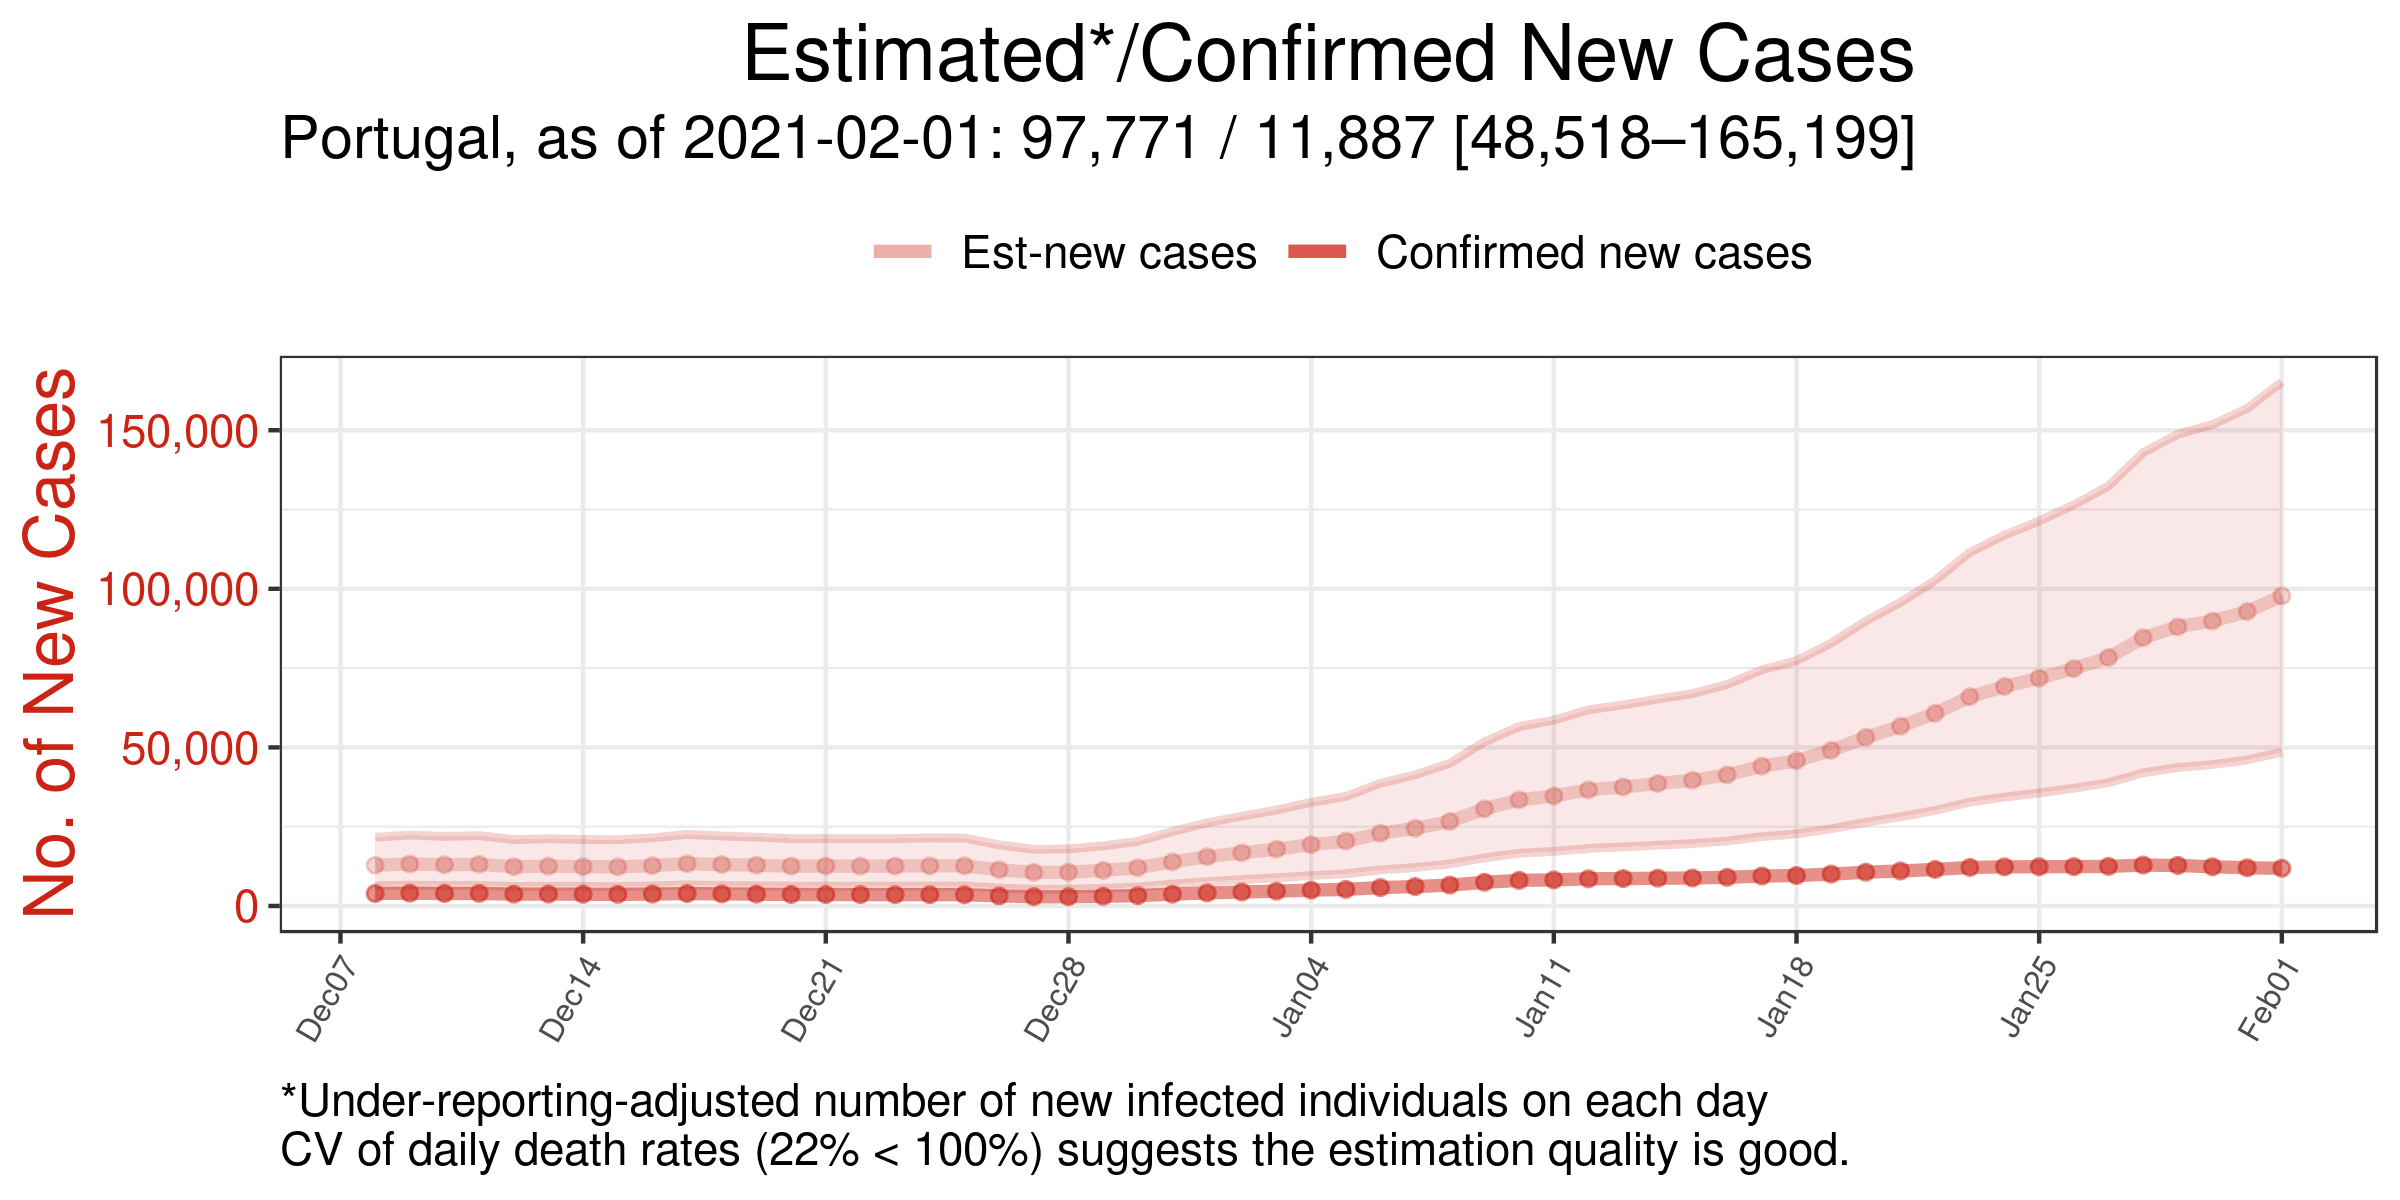 Estimated*/Confirmed New Cases
Portugal, as of 2021-02-01: 97,771 / 11,887 [48,518–165,199]
Est-new cases
Confirmed new cases
No. of New Cases
150,000
100,000
50,000
0
Dec07
Dec14
Dec21
Dec28
Jan04
Jan11
Jan18
Jan25
Feb01
*Under-reporting-adjusted number of new infected individuals on each day
CV of daily death rates (22% < 100%) suggests the estimation quality is good.